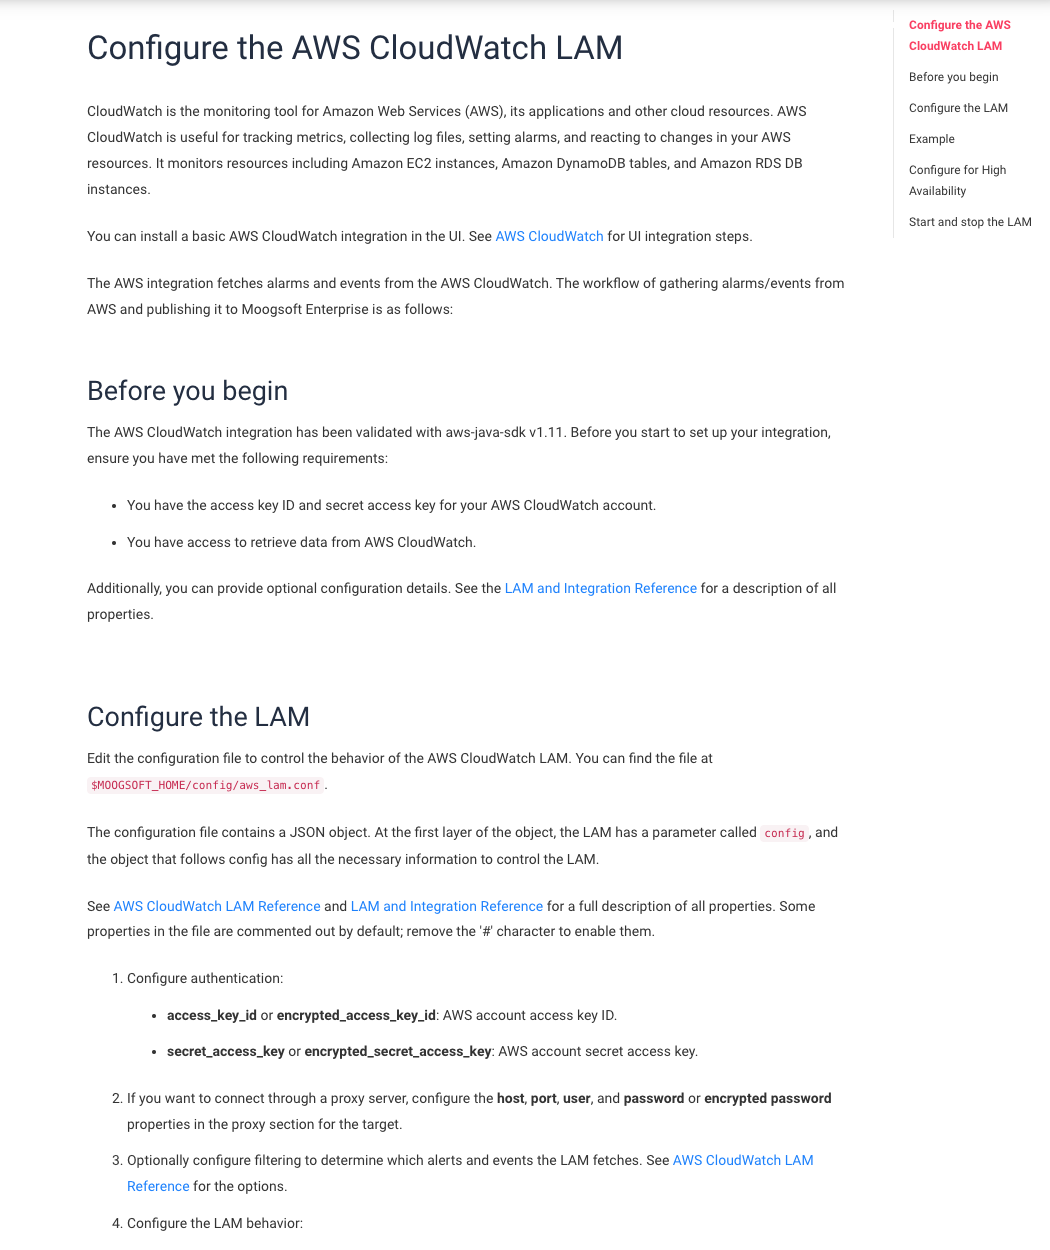 Configure the AWS CloudWatch LAM
CloudWatch is the monitoring tool for Amazon Web Services (AWS), its applications and other cloud resources. AWS
CloudWatch is useful for tracking metrics, collecting log files, setting alarms, and reacting to changes in your AWS
resources. It monitors resources including Amazon EC2 instances, Amazon DynamoDB tables, and Amazon RDS DB
instances.
You can install a basic AWS CloudWatch integration in the UI. See AWS CloudWatch for UI integration steps.
The AWS integration fetches alarms and events from the AWS CloudWatch. The workflow of gathering alarms/events from
AWS and publishing it to Moogsoft Enterprise is as follows:
Before you begin
The AWS CloudWatch integration has been validated with aws-java-sdk v1.11. Before you start to set up your integration,
ensure you have met the following requirements:
• You have the access key ID and secret access key for your AWS CloudWatch account.
• You have access to retrieve data from AWS CloudWatch.
Additionally, you can provide optional configuration details. See the LAM and Integration Reference for a description of all
properties.
Configure the LAM
Edit the configuration file to control the behavior of the AWS CloudWatch LAM. You can find the file at
$MOOGSOFT_HOME/config/aws_lam.conf.
The configuration file contains a JSON object. At the first layer of the object, the LAM has a parameter called config, and
the object that follows config has all the necessary information to control the LAM.
See AWS CloudWatch LAM Reference and LAM and Integration Reference for a full description of all properties. Some
properties in the file are commented out by default; remove the '#' character to enable them.
1. Configure authentication:
• access_key_id or encrypted_access_key_id: AWS account access key ID.
• secret_access_key or encrypted_secret_access_key: AWS account secret access key.
2. If you want to connect through a proxy server, configure the host, port, user, and password or encrypted password
properties in the proxy section for the target.
3. Optionally configure filtering to determine which alerts and events the LAM fetches. See AWS CloudWatch LAM
Reference for the options.
4. Configure the LAM behavior:
Configure the AWS
CloudWatch LAM
Before you begin
Configure the LAM
Example
Configure for High
Availability
Start and stop the LAM